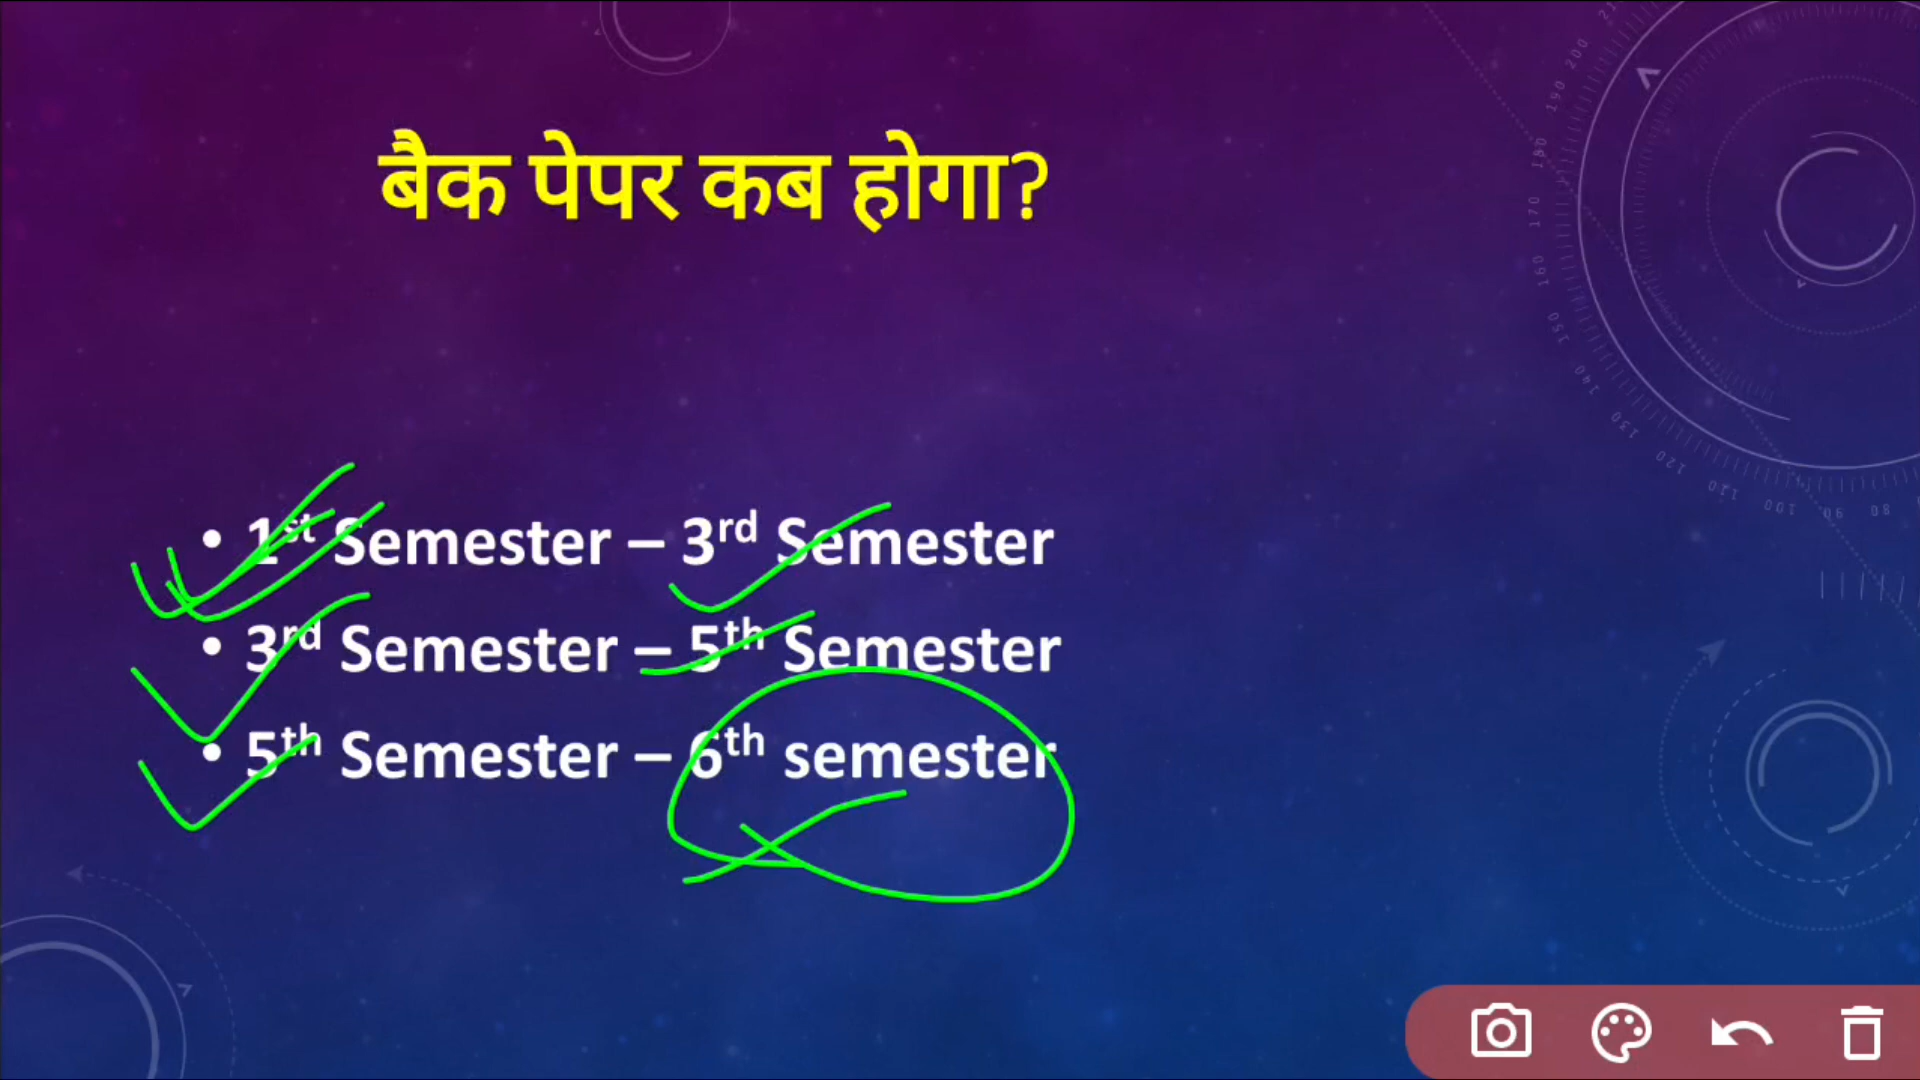 बैक पेपर कब होगा?
• 1st Semester – 3rd Semester
• 3rd Semester – 5th Semester
• 5th Semester – 6th semester